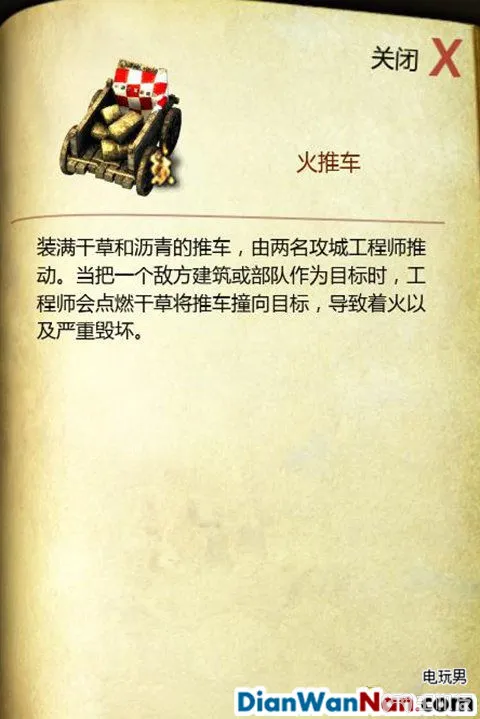 关闭 X
火推车
装满干草和沥青的推车，由两名攻城工程师推
动。当把一个敌方建筑或部队作为目标时，工
程师会点燃干草将推车撞向目标，导致着火以
及严重毁坏。
电玩男
DianWanNan.com